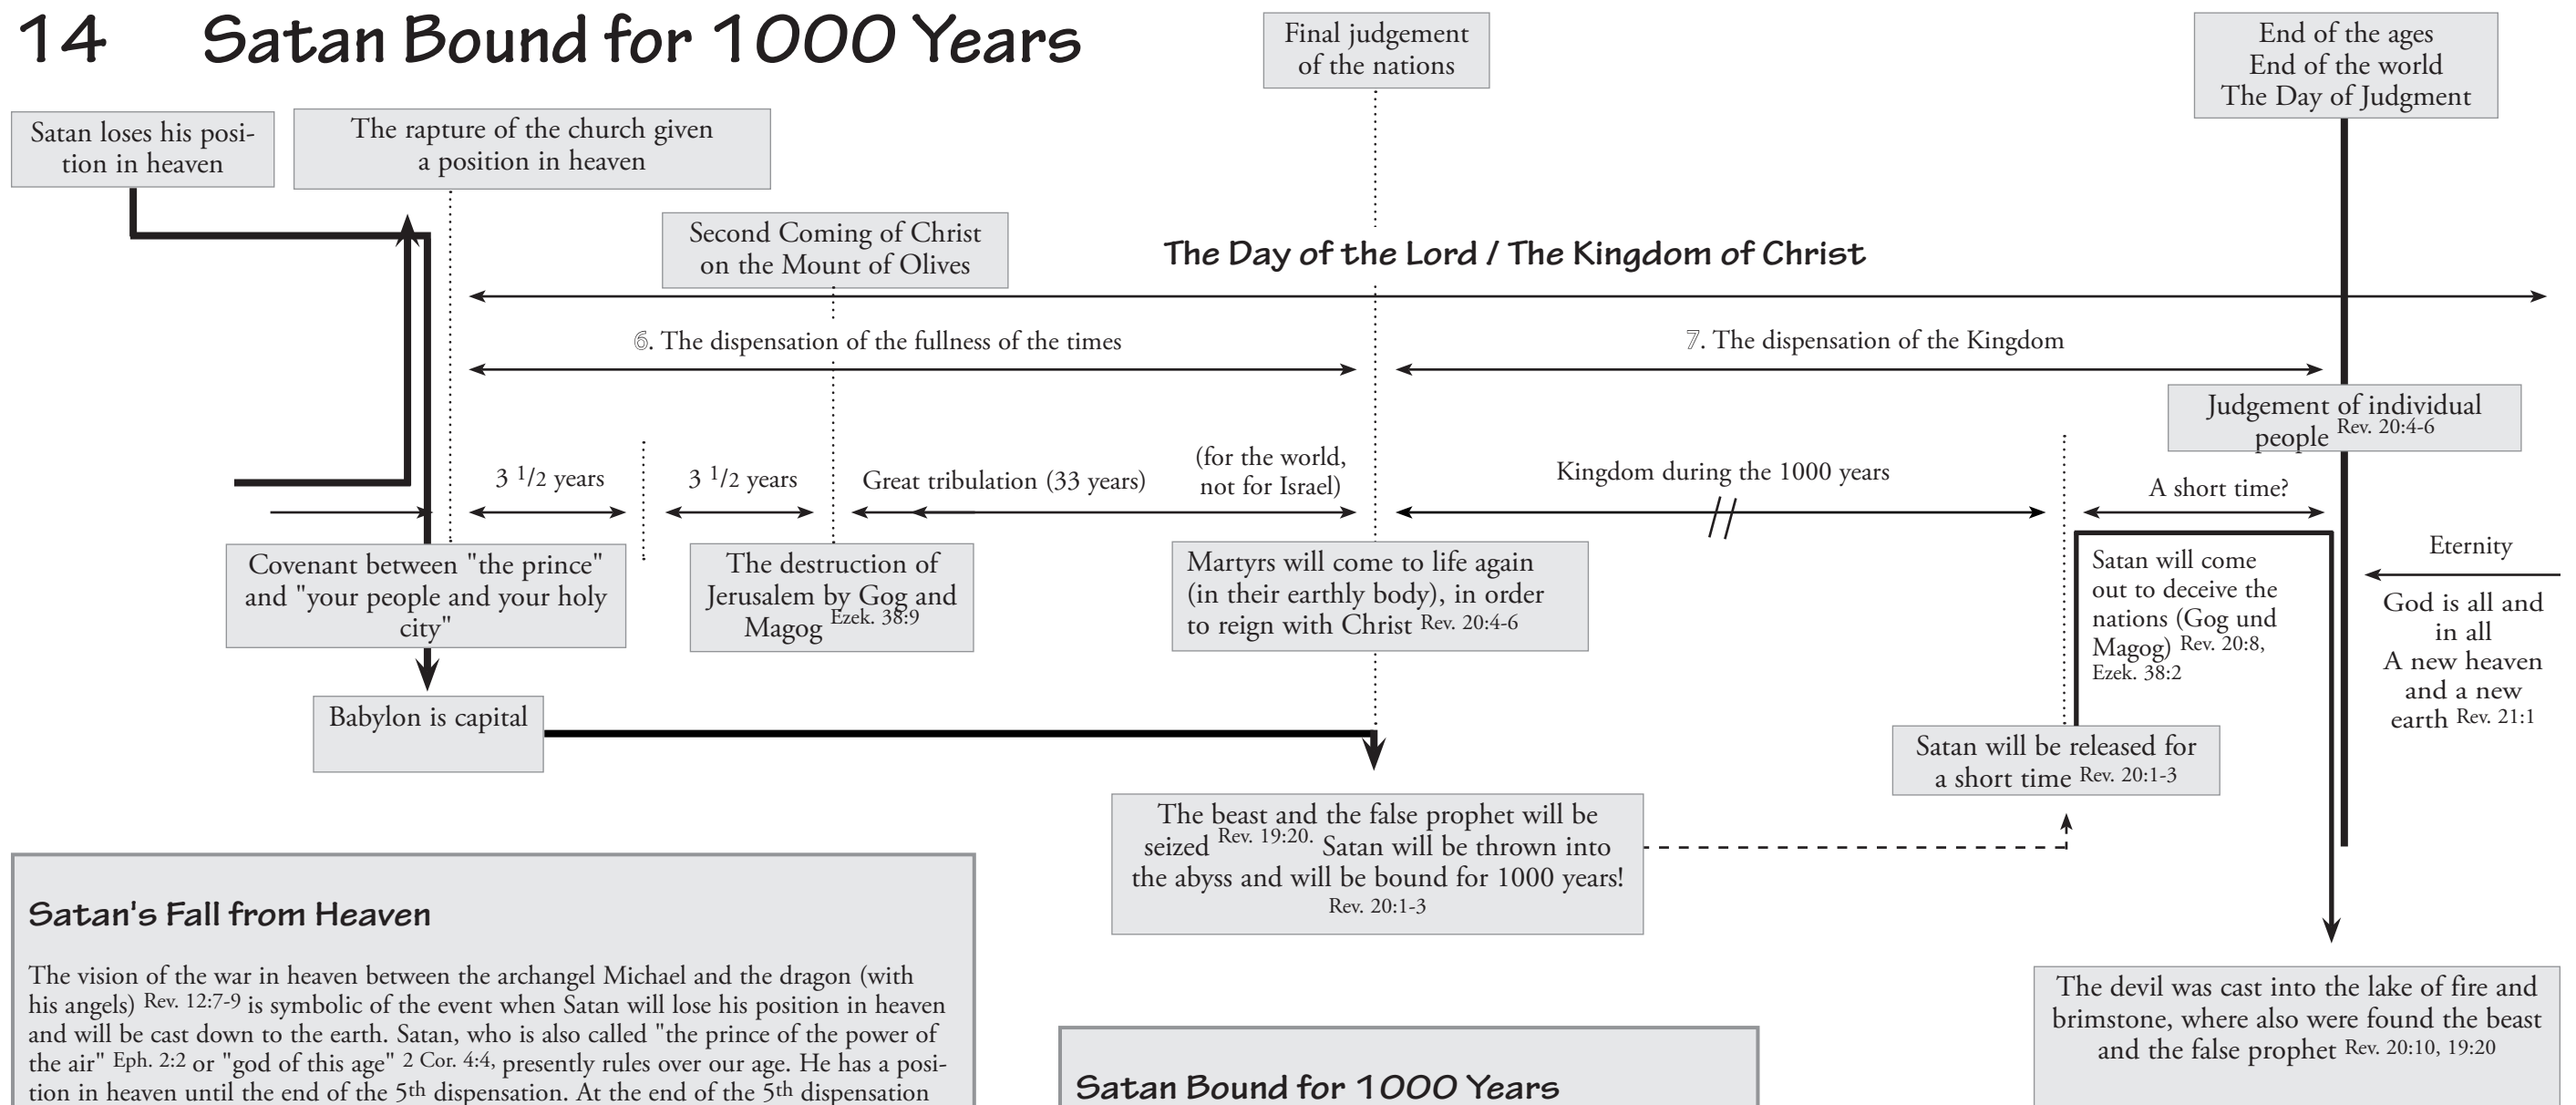 14 Satan Bound for 1000 Years
Final judgement
of the nations
End of the ages
End of the world
The Day of Judgment
Satan loses his posi-
tion in heaven
The rapture of the church given
a position in heaven
Second Coming of Christ
on the Mount of Olives
The Day of the Lord / The Kingdom of Christ
6. The dispensation of the fullness of the times
7. The dispensation of the Kingdom
Judgement of individual
people Rev. 20:4-6
3 1/2 years
3 1/2 years
Great tribulation (33 years)
(for the world,
not for Israel)
Kingdom during the 1000 years
A short time?
Covenant between "the prince"
and "your people and your holy
city"
The destruction of
Jerusalem by Gog and
Magog Ezek. 38:9
Martyrs will come to life again
(in their earthly body), in order
to reign with Christ Rev. 20:4-6
Satan will come
out to deceive the
nations (Gog und
Magog) Rev. 20:8,
Ezek. 38:2
Eternity
God is all and
in all
A new heaven
and a new
earth Rev. 21:1
Babylon is capital
Satan will be released for
a short time Rev. 20:1-3
The beast and the false prophet will be
seized Rev. 19:20. Satan will be thrown into
the abyss and will be bound for 1000 years!
Rev. 20:1-3
The devil was cast into the lake of fire and
brimstone, where also were found the beast
and the false prophet Rev. 20:10, 19:20
Satan's Fall from Heaven
The vision of the war in heaven between the archangel Michael and the dragon (with
his angels) Rev. 12:7-9 is symbolic of the event when Satan will lose his position in heaven
and will be cast down to the earth. Satan, who is also called "the prince of the power of
the air" Eph. 2:2 or "god of this age" 2 Cor. 4:4, presently rules over our age. He has a posi-
tion in heaven until the end of the 5th dispensation. At the end of the 5th dispensation
Satan Bound for 1000 Years